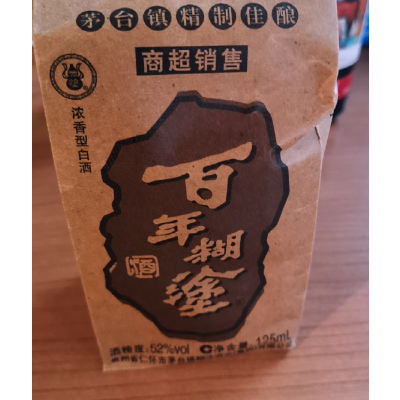 茅台镇精制佳酿
商超销售
浓香型白酒
百年糊塗
酒
酒精度:52%vol 净含量:125ml